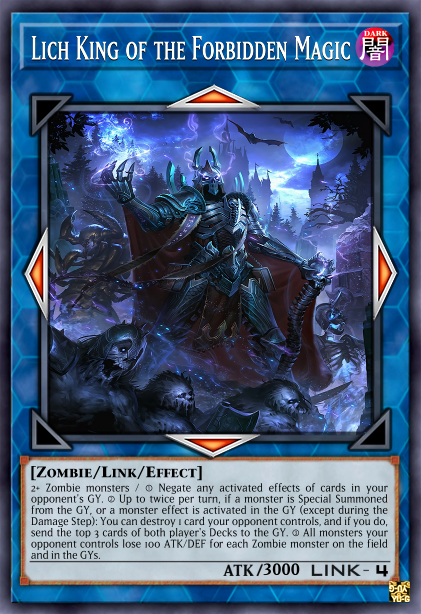 Lich King of the Forbidden Magic
DARK
闇
[Zombie/Link/Effect]
2+ Zombie monsters / ① Negate any activated effects of cards in your
opponent's GY. ② Up to twice per turn, if a monster is Special Summoned
from the GY, or a monster effect is activated in the GY (except during the
Damage Step): You can destroy 1 card your opponent controls, and if you do,
send the top 3 cards of both player's Decks to the GY. ③ All monsters your
opponent controls lose 100 ATK/DEF for each Zombie monster on the field
and in the GYs.
ATK/3000 LINK-4